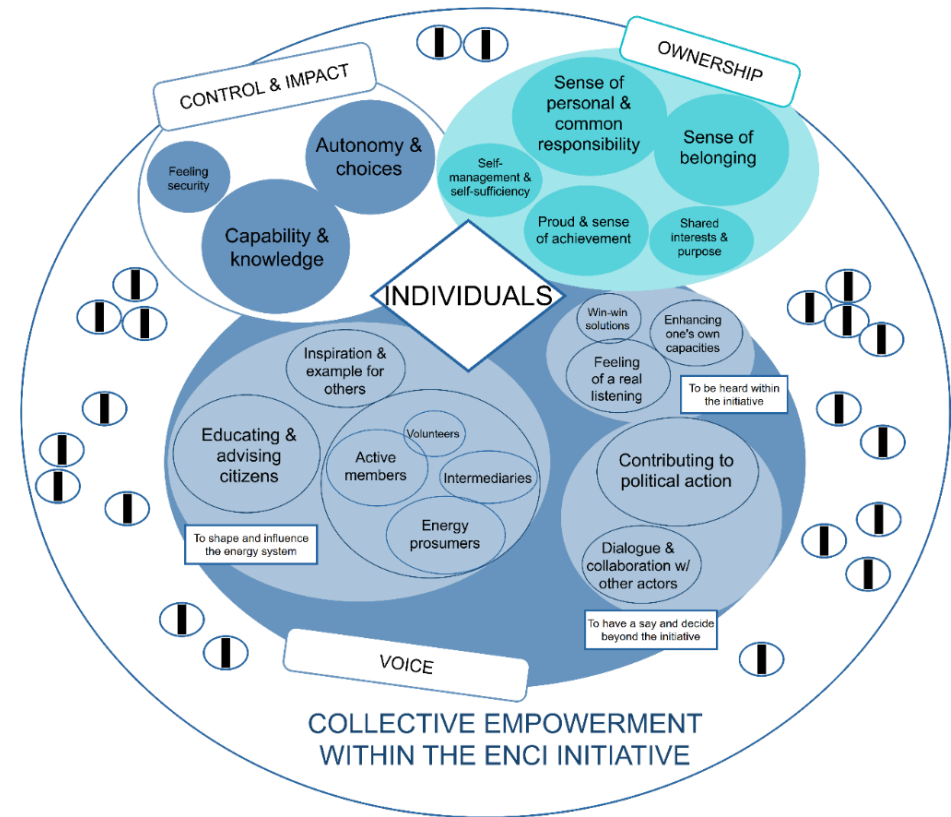 CONTROL & IMPACT
Feeling
security
Autonomy &
choices
Capability &
knowledge
OWNERSHIP
Sense of
personal &
common
responsibility
Sense of
belonging
Self-
management &
self-sufficiency
Proud & sense
of achievement
Shared
interests &
purpose
INDIVIDUALS
Win-win
solutions
Enhancing
one's own
capacities
Feeling
of a real
listening
To be heard within
the initiative
Inspiration &
example for
others
Educating &
advising
citizens
Volunteers
Active
members
Intermediaries
Energy
prosumers
To shape and influence
the energy system
Contributing to
political action
Dialogue &
collaboration w/
other actors
To have a say and decide
beyond the initiative
VOICE
COLLECTIVE EMPOWERMENT
WITHIN THE ENCI INITIATIVE